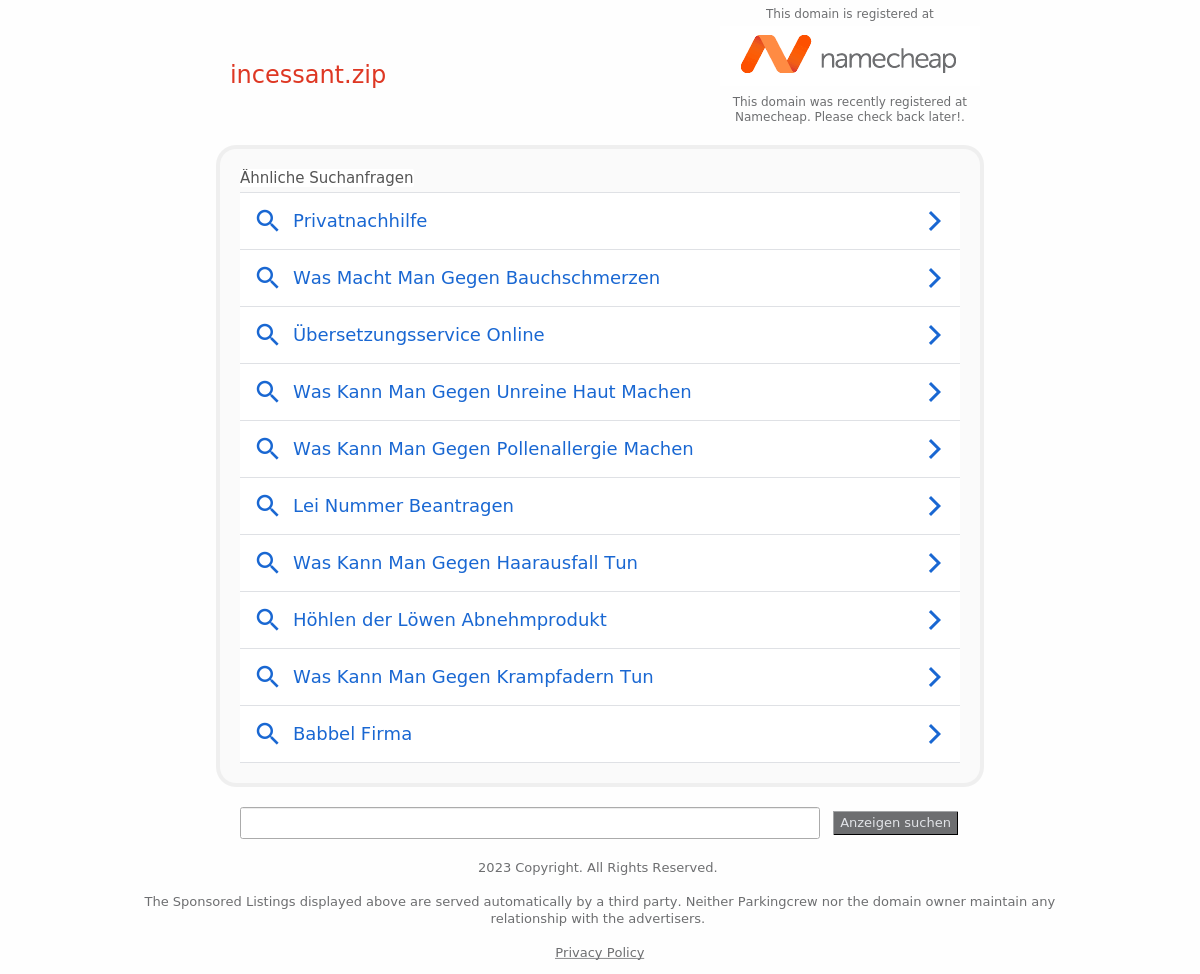 This domain is registered at
namecheap
incessant.zip
This domain was recently registered at
Namecheap. Please check back later!.
Ähnliche Suchanfragen
Privatnachhilfe
Was Macht Man Gegen Bauchschmerzen
Übersetzungsservice Online
Was Kann Man Gegen Unreine Haut Machen
Was Kann Man Gegen Pollenallergie Machen
Lei Nummer Beantragen
Was Kann Man Gegen Haarausfall Tun
Höhlen der Löwen Abnehmprodukt
Was Kann Man Gegen Krampfadern Tun
Babbel Firma
Anzeigen suchen
2023 Copyright. All Rights Reserved.
The Sponsored Listings displayed above are served automatically by a third party. Neither Parkingcrew nor the domain owner maintain any
relationship with the advertisers.
Privacy Policy